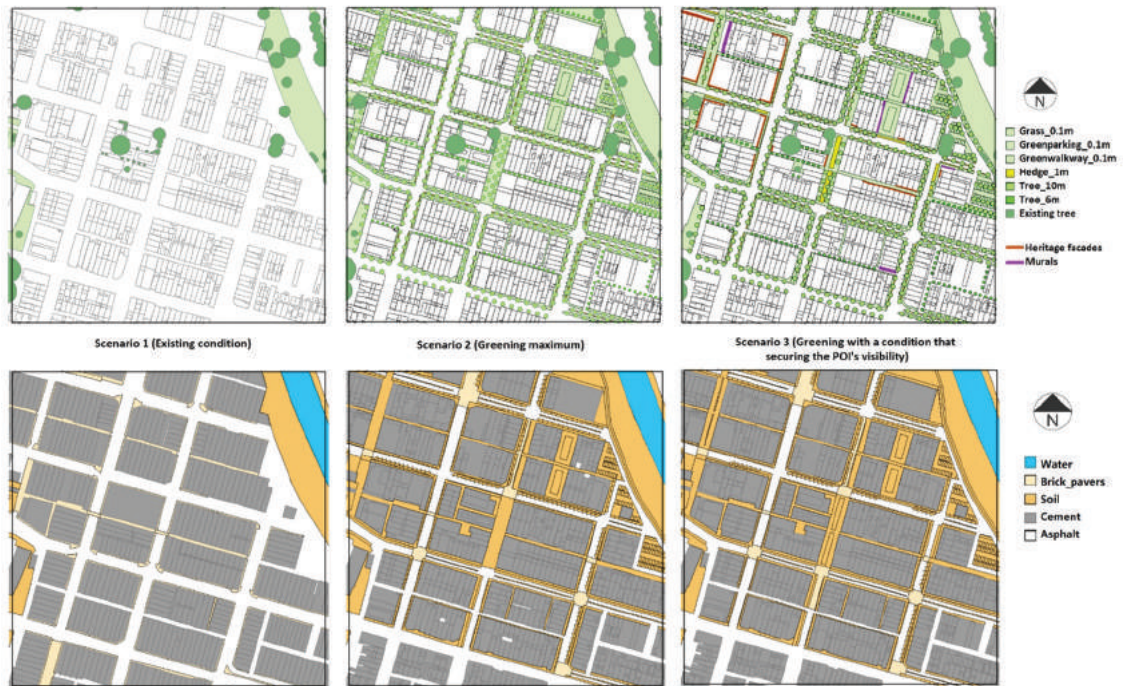 N
Grass_0.1m
Greenparking_0.1m
Greenwalkway_0.1m
Hedge_1m
Tree_10m
Tree_6m
Existing tree
Heritage facades
Murals
Scenario 1 (Existing condition)
Scenario 2 (Greening maximum)
Scenario 3 (Greening with a condition that
securing the POI's visibility)
N
Water
Brick_pavers
Soil
Cement
Asphalt